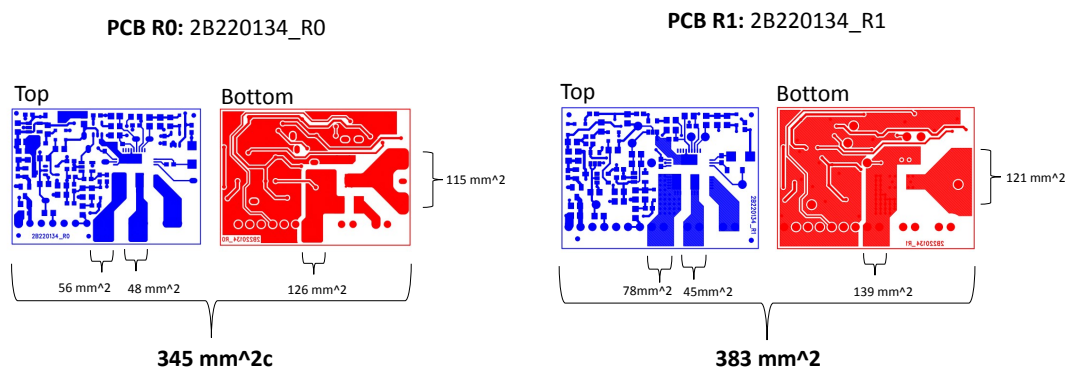 PCB R0: 2B220134_R0
PCB R1: 2B220134_R1
Top
Bottom
Top
Bottom
115 mm^2
121 mm^2
2B220134_R0
2B220134_R0
2B220134_R1
2B220134_R1
56 mm^2
48 mm^2
126 mm^2
78mm^2
45mm^2
139 mm^2
345 mm^2c
383 mm^2